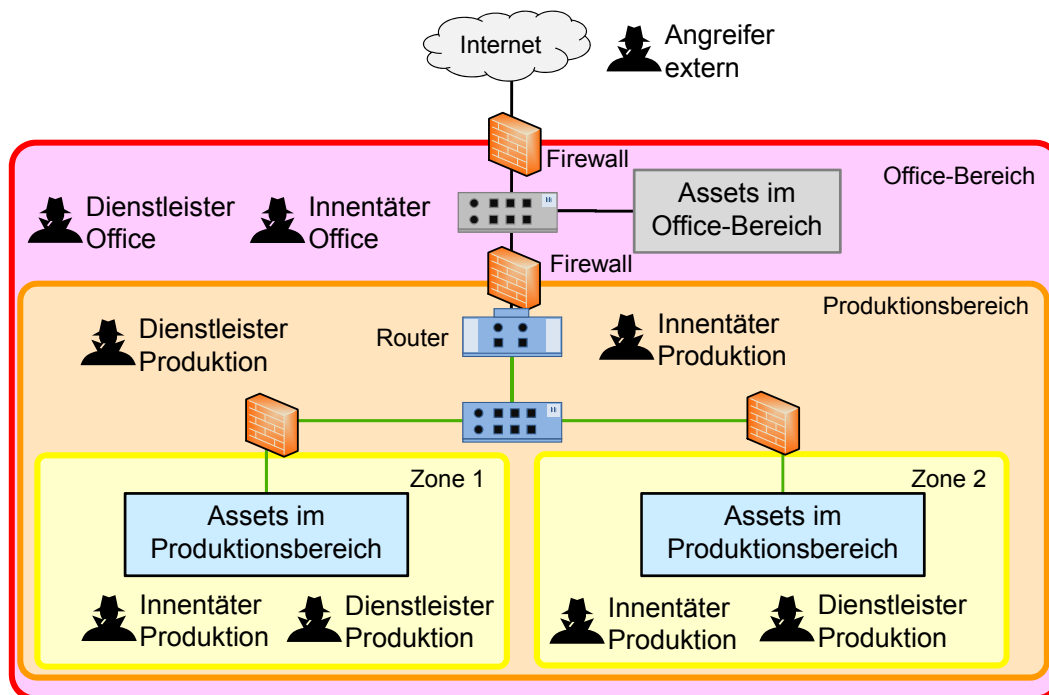 Internet
Angreifer
extern
Firewall
Office-Bereich
Dienstleister
Office
Innentäter
Office
Assets im
Office-Bereich
Firewall
Produktionsbereich
Dienstleister
Produktion
Router
Innentäter
Produktion
Zone 1
Assets im
Produktionsbereich
Innentäter
Produktion
Dienstleister
Produktion
Zone 2
Assets im
Produktionsbereich
Innentäter
Produktion
Dienstleister
Produktion